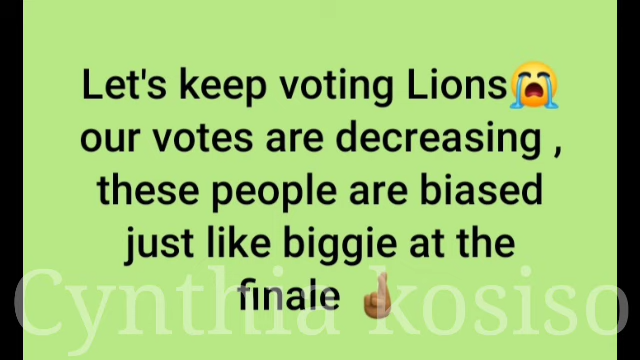 Let's keep voting Lions😭
our votes are decreasing ,
these people are biased
just like biggie at the
finale 🤞🏾
Cynthia kosiso